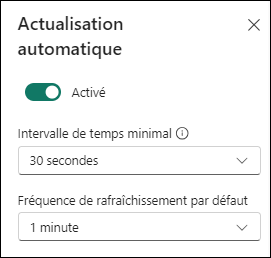 Actualisation
automatique
Activé
Intervalle de temps minimal
30 secondes
Fréquence de rafraîchissement par défaut
1 minute